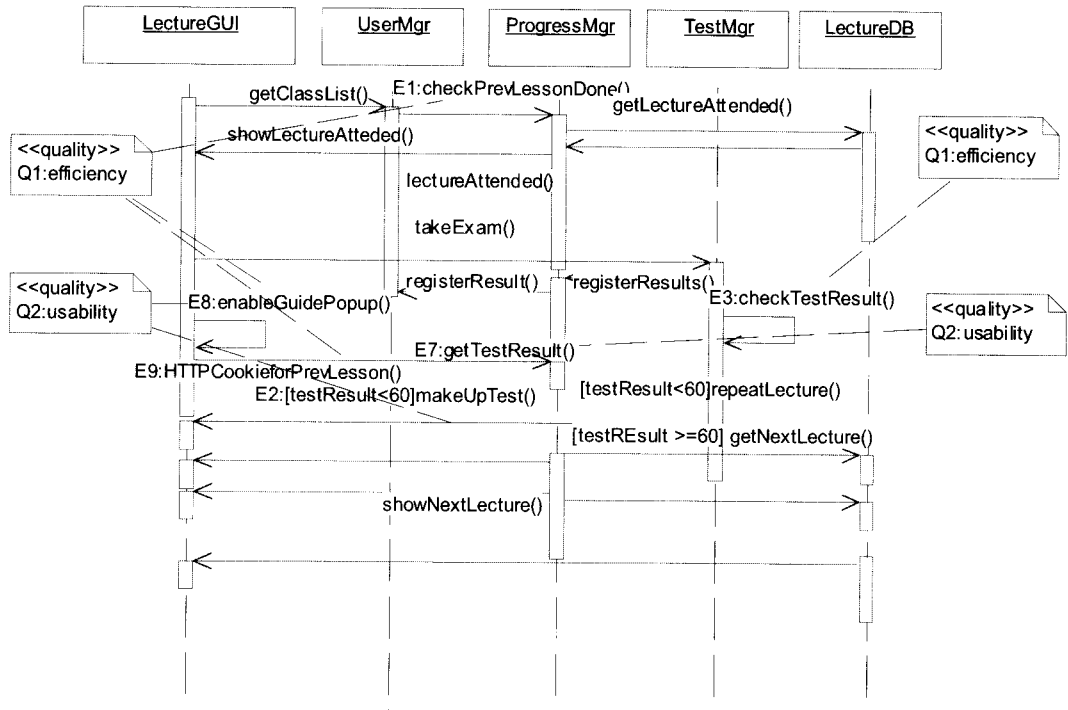 LectureGUI
UserMgr
ProgressMgr
TestMgr
LectureDB
E1:checkPrevLessonDone()
getClassList()
getLectureAttended()
showLectureAtteded()
<<quality>>
Q1:efficiency
<<quality>>
Q1:efficiency
lectureAttended()
takeExam()
registerResult()
registerResults()
<<quality>>
Q2:usability
E8:enableGuidePopup()
E3:checkTestResult()
<<quality>>
Q2:usability
E7:getTestResult()
E9:HTTPCookieforPrevLesson()
E2:[testResult<60]makeUpTest()
[testResult<60]repeatLecture()
[testREsult >=60] getNextLecture()
showNextLecture()